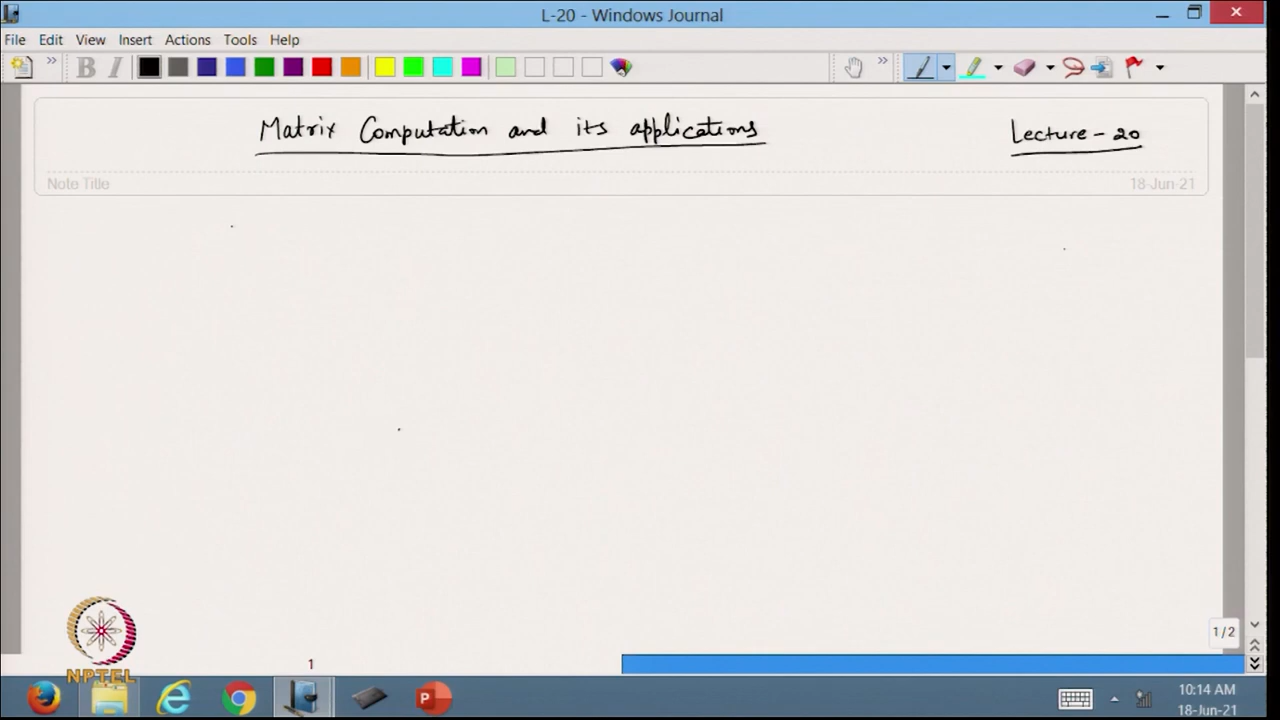 L-20 - Windows Journal
File Edit View Insert Actions Tools Help
B I
Matrix Computation and its applications
Lecture - 20
Note Title
18-Jun-21
1/2
NPTEL
1
10:14 AM
18-Jun-21